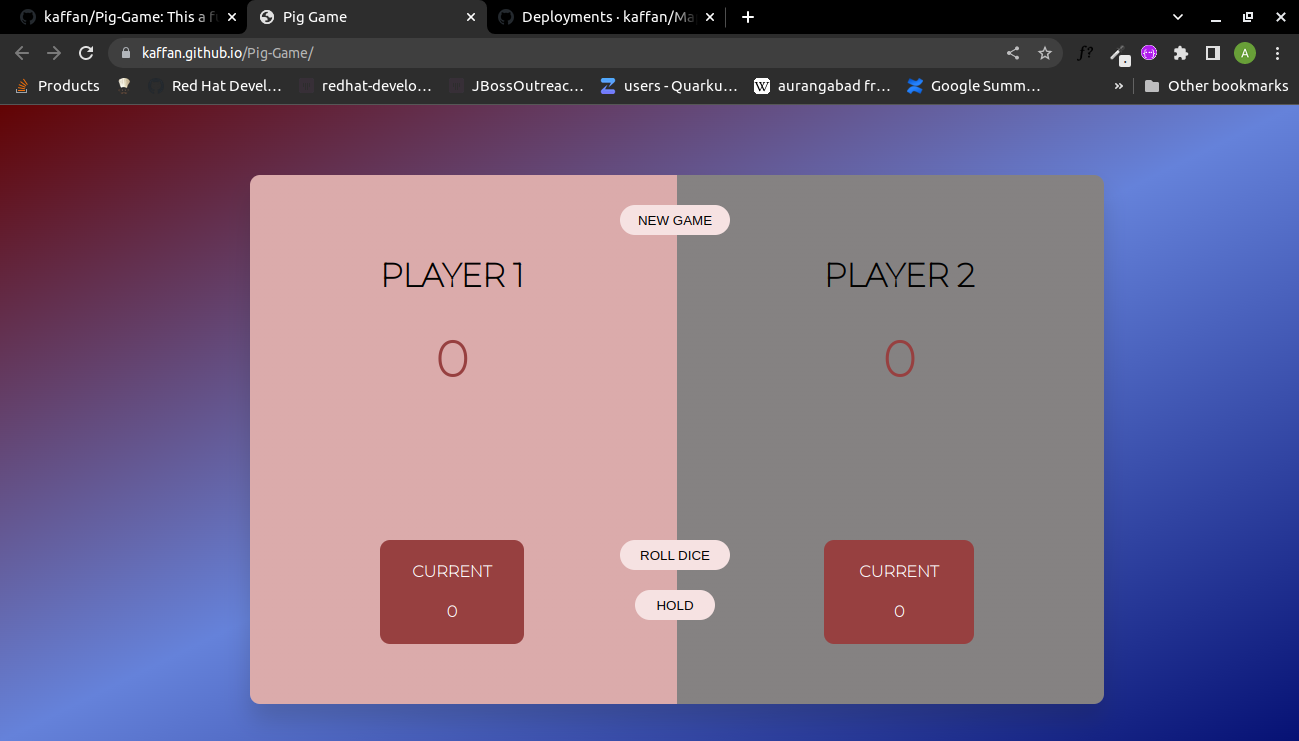 kaffan/Pig-Game: This a fu
Pig Game
Deployments · kaffan/Ma
kaffan.github.io/Pig-Game/
f?
A
Products
Red Hat Devel...
redhat-develo...
JBossOutreac...
users - Quarku...
W
aurangabad fr...
Google Summ...
»
Other bookmarks
NEW GAME
PLAYER 1
PLAYER 2
0
0
ROLL DICE
CURRENT
CURRENT
HOLD
0
0